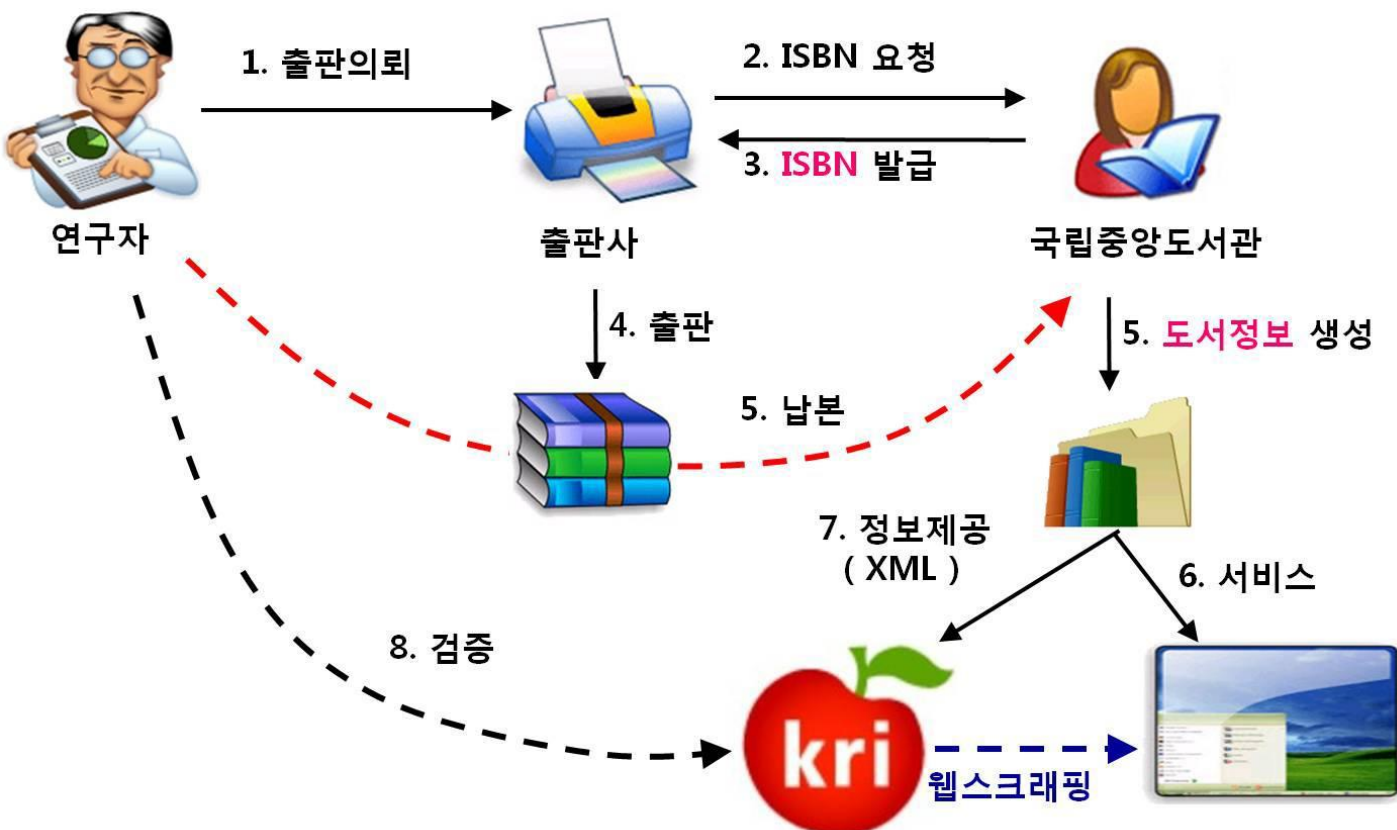 1. 출판의뢰
2. ISBN 요청
3. ISBN 발급
연구자
출판사
국립중앙도서관
4. 출판
5. 도서정보 생성
5. 납본
7. 정보제공
( XML )
6. 서비스
8. 검증
kri
웹스크래핑